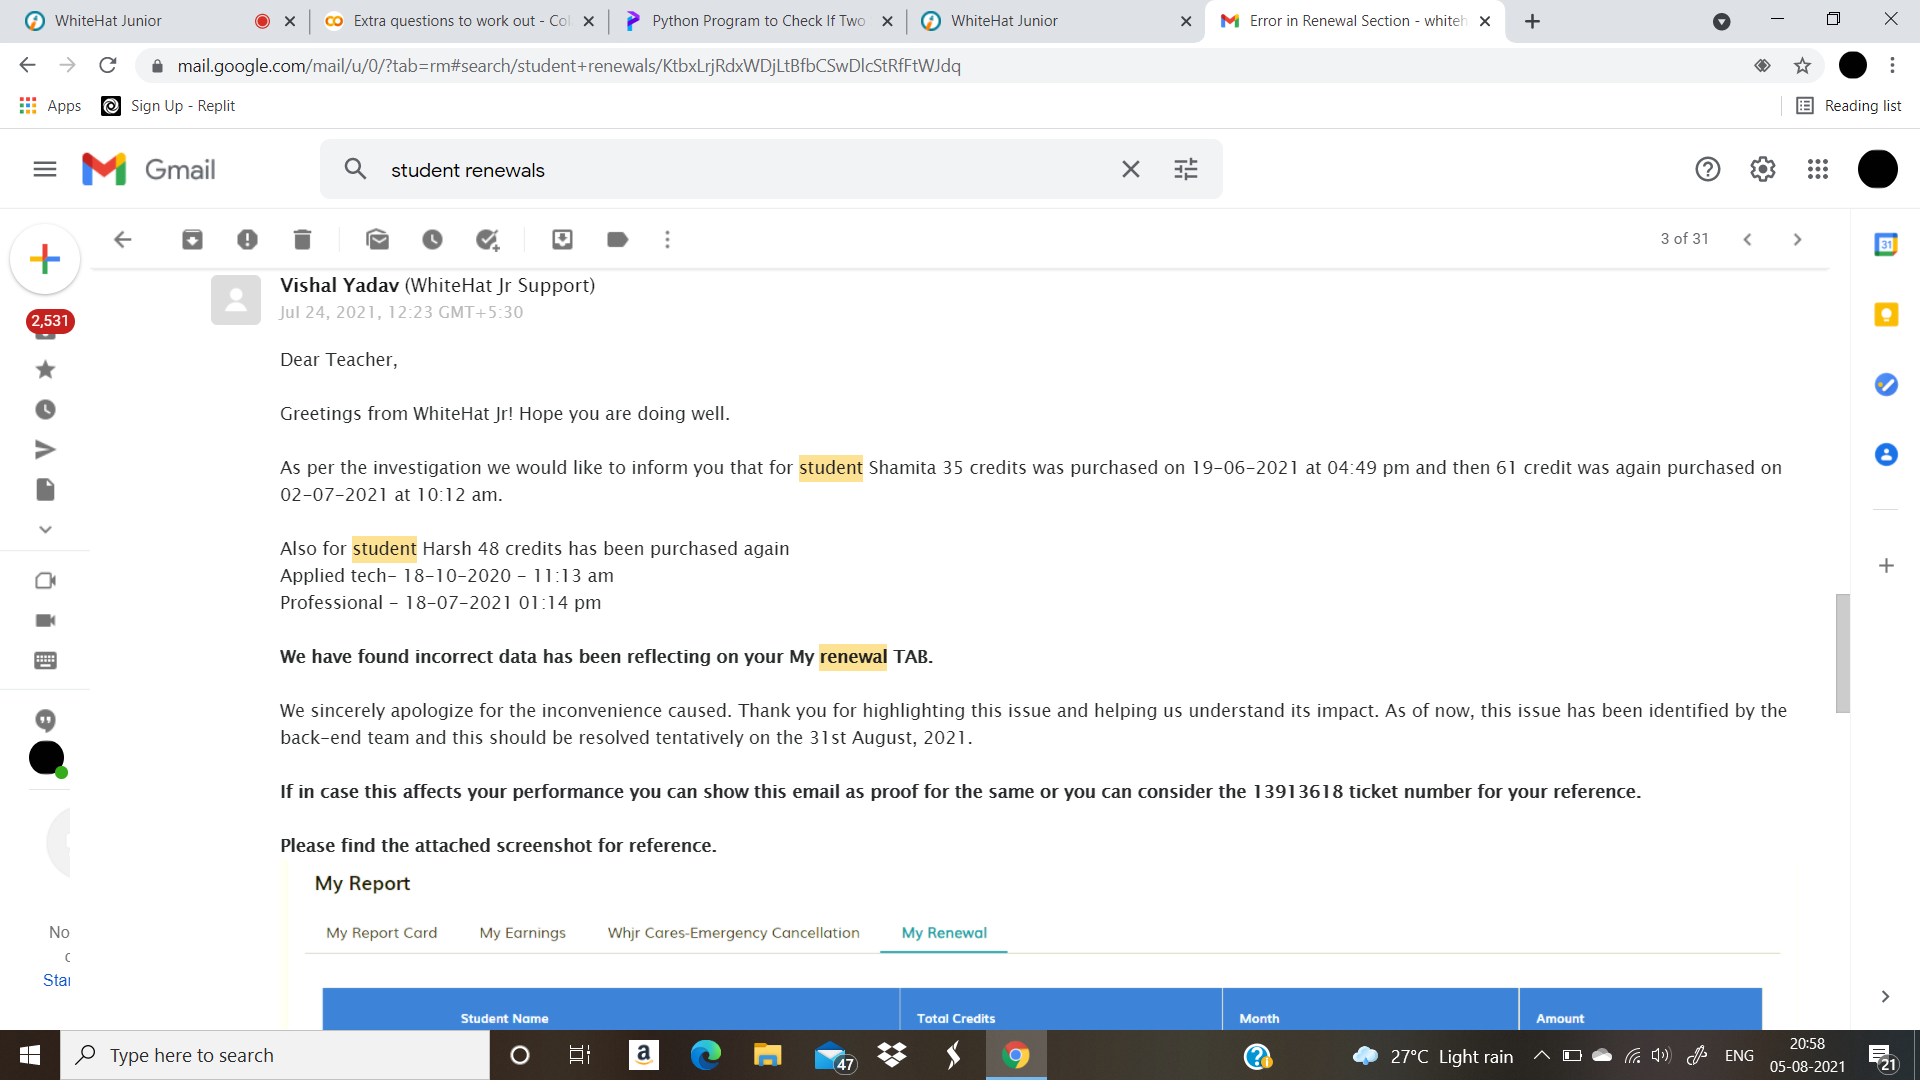 WhiteHat Junior
Extra questions to work out - Col
Python Program to Check If Two
WhiteHat Junior
Error in Renewal Section - whiteh
mail.google.com/mail/u/0/?tab=rm#search/student+renewals/KtbxLrjRdxWDjLtBfbCSwDlcStRfFtWJdq
Apps
Sign Up - Replit
Reading list
Gmail
student renewals
3 of 31
31
2,531
Vishal Yadav (WhiteHat Jr Support)
Jul 24, 2021, 12:23 GMT+5:30
Dear Teacher,
Greetings from WhiteHat Jr! Hope you are doing well.
As per the investigation we would like to inform you that for student Shamita 35 credits was purchased on 19-06-2021 at 04:49 pm and then 61 credit was again purchased on
02-07-2021 at 10:12 am.
Also for student Harsh 48 credits has been purchased again
Applied tech- 18-10-2020 - 11:13 am
Professional - 18-07-2021 01:14 pm
We have found incorrect data has been reflecting on your My renewal TAB.
We sincerely apologize for the inconvenience caused. Thank you for highlighting this issue and helping us understand its impact. As of now, this issue has been identified by the
back-end team and this should be resolved tentatively on the 31st August, 2021.
If in case this affects your performance you can show this email as proof for the same or you can consider the 13913618 ticket number for your reference.
Please find the attached screenshot for reference.
My Report
My Report Card
My Earnings
Whjr Cares-Emergency Cancellation
My Renewal
No
Star
Student Name
Total Credits
Month
Amount
Type here to search
47
27°C Light rain
ENG
20:58
05-08-2021
21